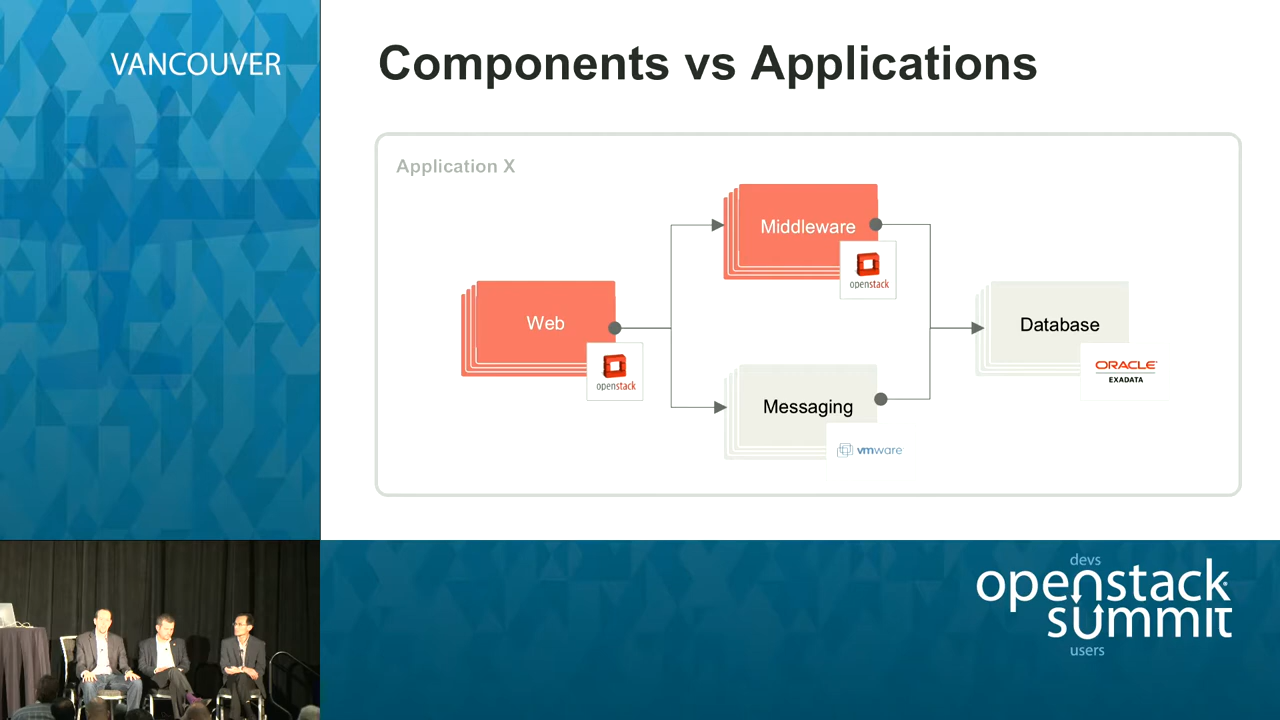 VANCOUVER
Components vs Applications
Application X
Middleware
openstack
Web
openstack
Database
ORACLE
EXADATA
Messaging
vmware
devs
openstack
summit
users